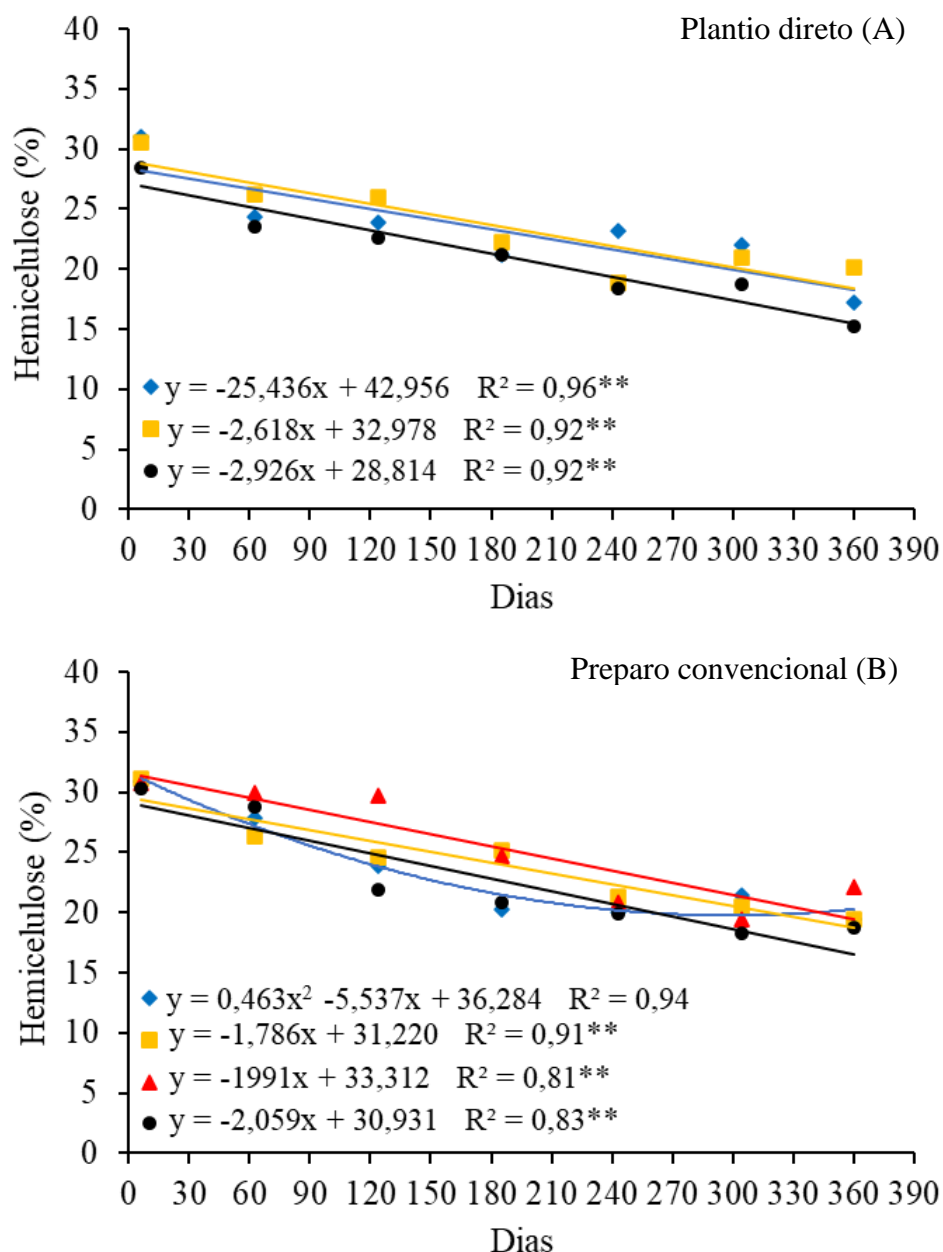 Plantio direto (A)
40
35
30
25
20
15
10
5
0
Hemicelulose (%)
y = -25,436x + 42,956 R² = 0,96**
y = -2,618x + 32,978 R² = 0,92**
y = -2,926x + 28,814 R² = 0,92**
0 30 60 90 120 150 180 210 240 270 300 330 360 390
Dias
Preparo convencional (B)
40
35
30
25
20
15
10
5
0
Hemicelulose (%)
y = 0,463x² -5,537x + 36,284 R² = 0,94
y = -1,786x + 31,220 R² = 0,91**
y = -1991x + 33,312 R² = 0,81**
y = -2,059x + 30,931 R² = 0,83**
0 30 60 90 120 150 180 210 240 270 300 330 360 390
Dias